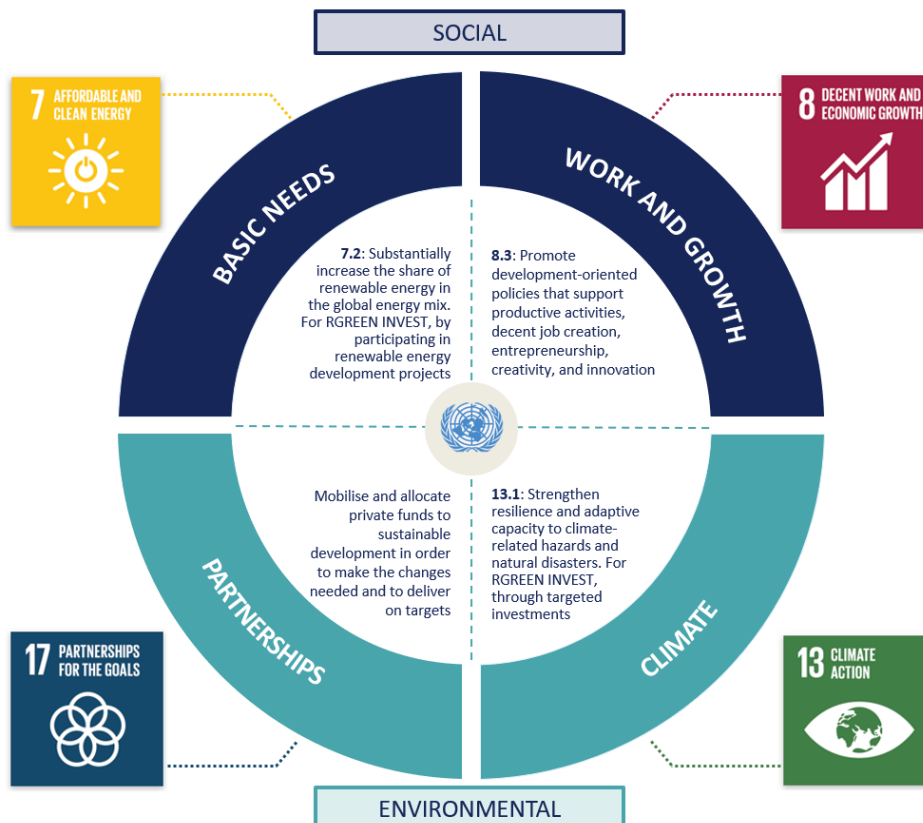 SOCIAL
7 AFFORDABLE AND
CLEAN ENERGY
8 DECENT WORK AND
ECONOMIC GROWTH
BASIC NEEDS
WORK AND GROWTH
7.2: Substantially
increase the share of
renewable energy in
the global energy mix.
For RGREEN INVEST, by
participating in
renewable energy
development projects
8.3: Promote
development-oriented
policies that support
productive activities,
decent job creation,
entrepreneurship,
creativity, and innovation
Mobilise and allocate
private funds to
sustainable
development in order
to make the changes
needed and to deliver
on targets
13.1: Strengthen
resilience and adaptive
capacity to climate-
related hazards and
natural disasters. For
RGREEN INVEST,
through targeted
investments
PARTNERSHIPS
CLIMATE
17 PARTNERSHIPS
FOR THE GOALS
13 CLIMATE
ACTION
ENVIRONMENTAL